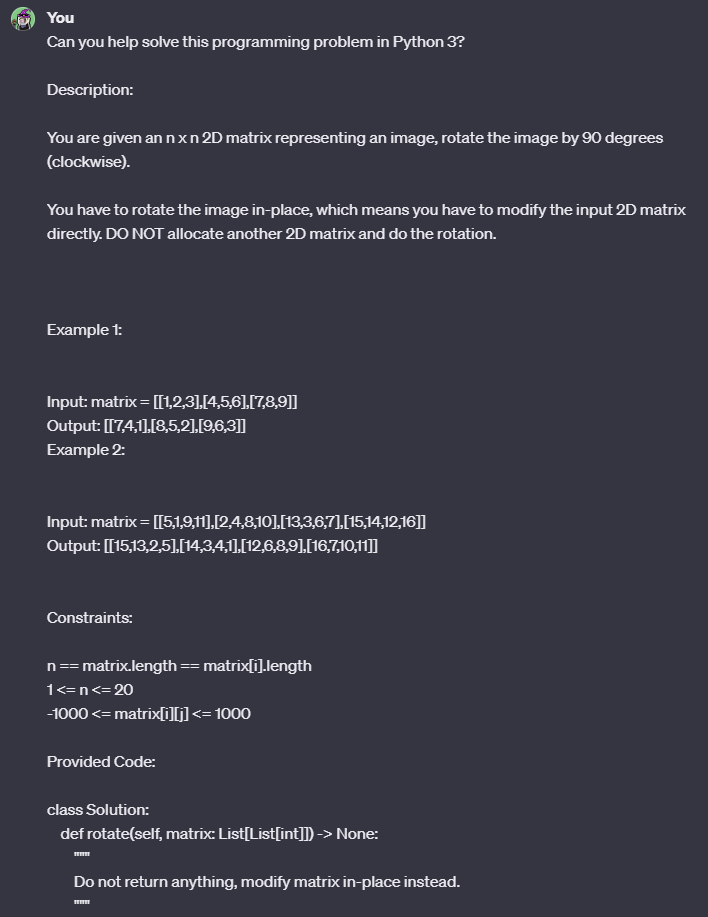 You
Can you help solve this programming problem in Python 3?
Description:
You are given an n x n 2D matrix representing an image, rotate the image by 90 degrees
(clockwise).
You have to rotate the image in-place, which means you have to modify the input 2D matrix
directly. DO NOT allocate another 2D matrix and do the rotation.
Example 1:
Input: matrix = [[1,2,3],[4,5,6],[7,8,9]]
Output: [[7,4,1],[8,5,2],[9,6,3]]
Example 2:
Input: matrix = [[5,1,9,11],[2,4,8,10],[13,3,6,7],[15,14,12,16]]
Output: [[15,13,2,5],[14,3,4,1],[12,6,8,9],[16,7,10,11]]
Constraints:
n == matrix.length == matrix[i].length
1 <= n <= 20
-1000 <= matrix[i][j] <= 1000
Provided Code:
class Solution:
    def rotate(self, matrix: List[List[int]]) -> None:
        """
        Do not return anything, modify matrix in-place instead.
        """